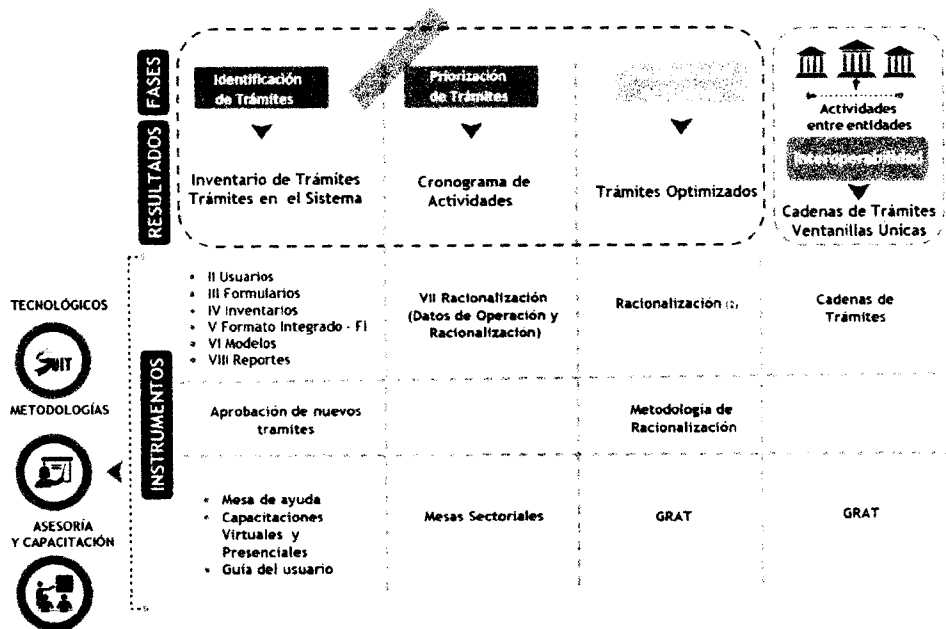 FASES
Identificación
de Trámites
Priorización
de Trámites
Actividades
entre entidades
Interoperabilidad
RESULTADOS
Inventario de Trámites
Trámites en el Sistema
Cronograma de
Actividades
Trámites Optimizados
Cadenas de Trámites
Ventanillas Unicas
INSTRUMENTOS
TECNOLÓGICOS
SUIT
• II Usuarios
• III Formularios
• IV Inventarios
• V Formato Integrado - FI
• VI Modelos
• VIII Reportes
VII Racionalización
(Datos de Operación y
Racionalización)
Racionalización (2)
Cadenas de
Trámites
METODOLOGÍAS
Aprobación de nuevos
tramites
Metodología de
Racionalización
ASESORÍA
Y CAPACITACIÓN
• Mesa de ayuda
• Capacitaciones
Virtuales y
Presenciales
• Guía del usuario
Mesas Sectoriales
GRAT
GRAT